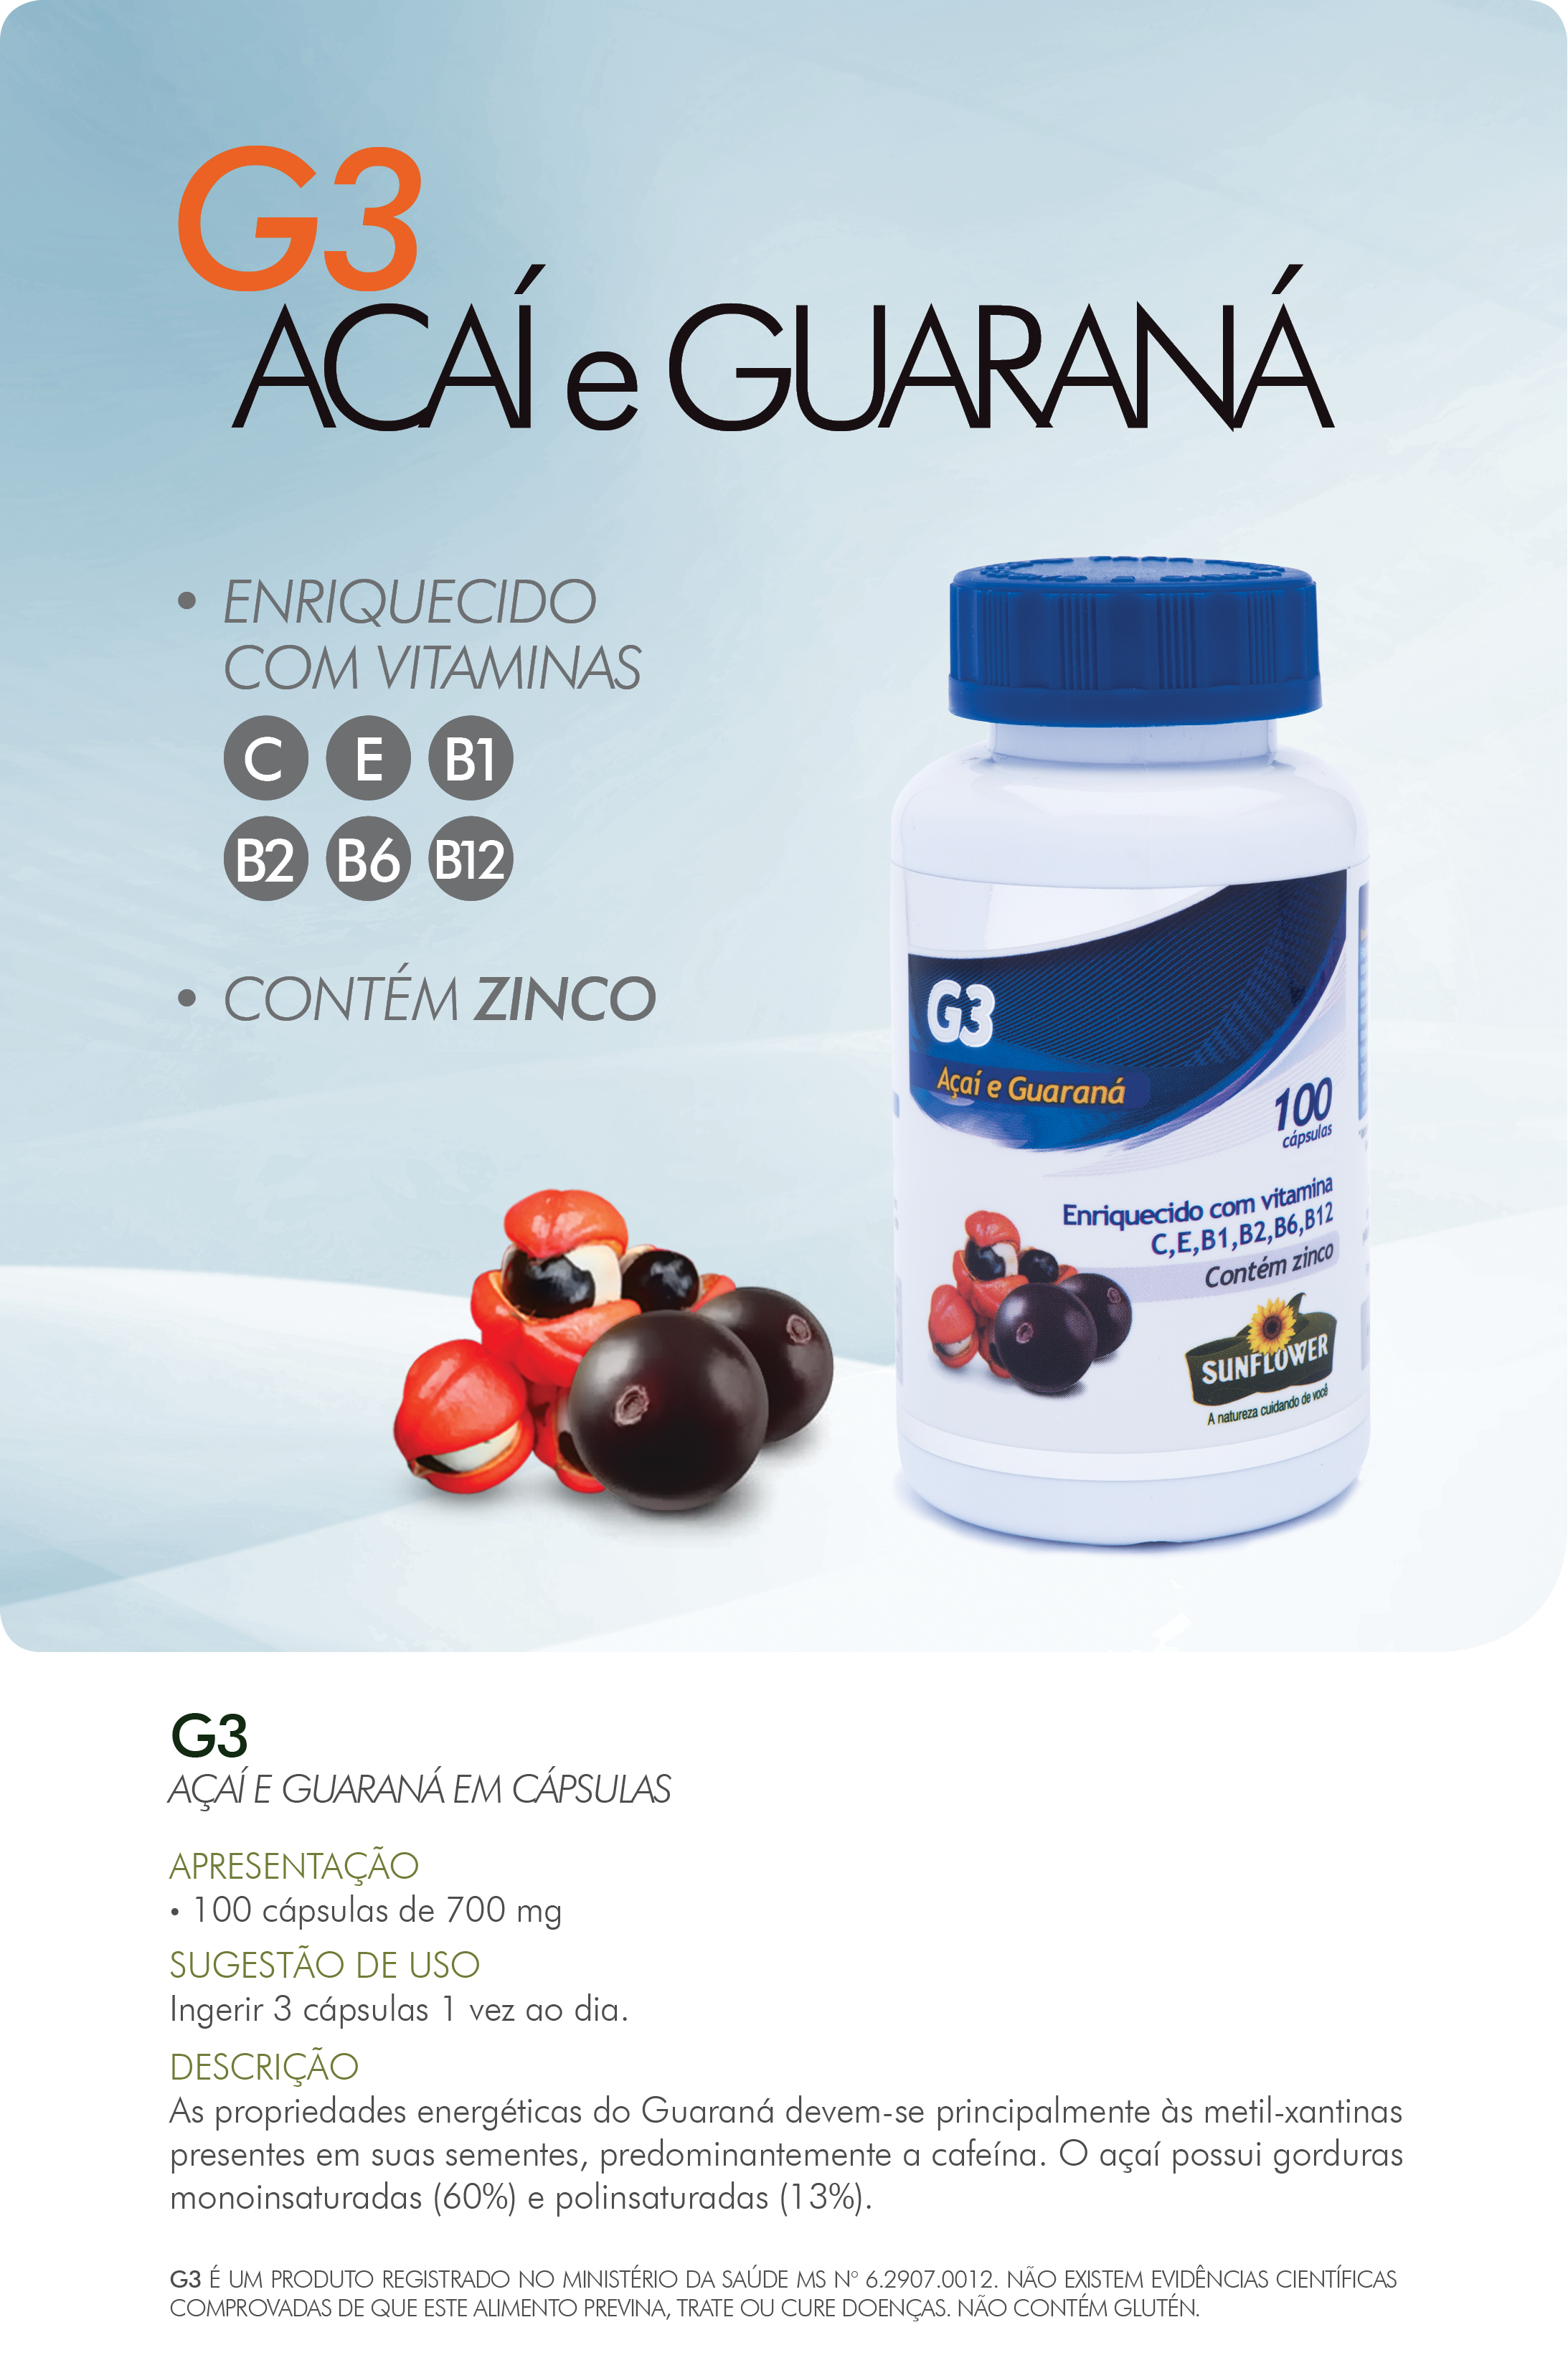 G3
ACAÍ e GUARANÁ
• ENRIQUECIDO
COM VITAMINAS
C E B1
B2 B6 B12
• CONTÉM ZINCO
G3
Açaí e Guaraná
100
cápsulas
Enriquecido com vitamina
C,E,B1,B2,B6,B12
Contém zinco
SUNFLOWER
A natureza cuidando de você
G3
AÇAÍ E GUARANÁ EM CÁPSULAS
APRESENTAÇÃO
• 100 cápsulas de 700 mg
SUGESTÃO DE USO
Ingerir 3 cápsulas 1 vez ao dia.
DESCRIÇÃO
As propriedades energéticas do Guaraná devem-se principalmente às metil-xantinas
presentes em suas sementes, predominantemente a cafeína. O açaí possui gorduras
monoinsaturadas (60%) e polinsaturadas (13%).
G3 É UM PRODUTO REGISTRADO NO MINISTÉRIO DA SAÚDE MS Nº 6.2907.0012. NÃO EXISTEM EVIDÊNCIAS CIENTÍFICAS
COMPROVADAS DE QUE ESTE ALIMENTO PREVINA, TRATE OU CURE DOENÇAS. NÃO CONTÉM GLUTÉN.